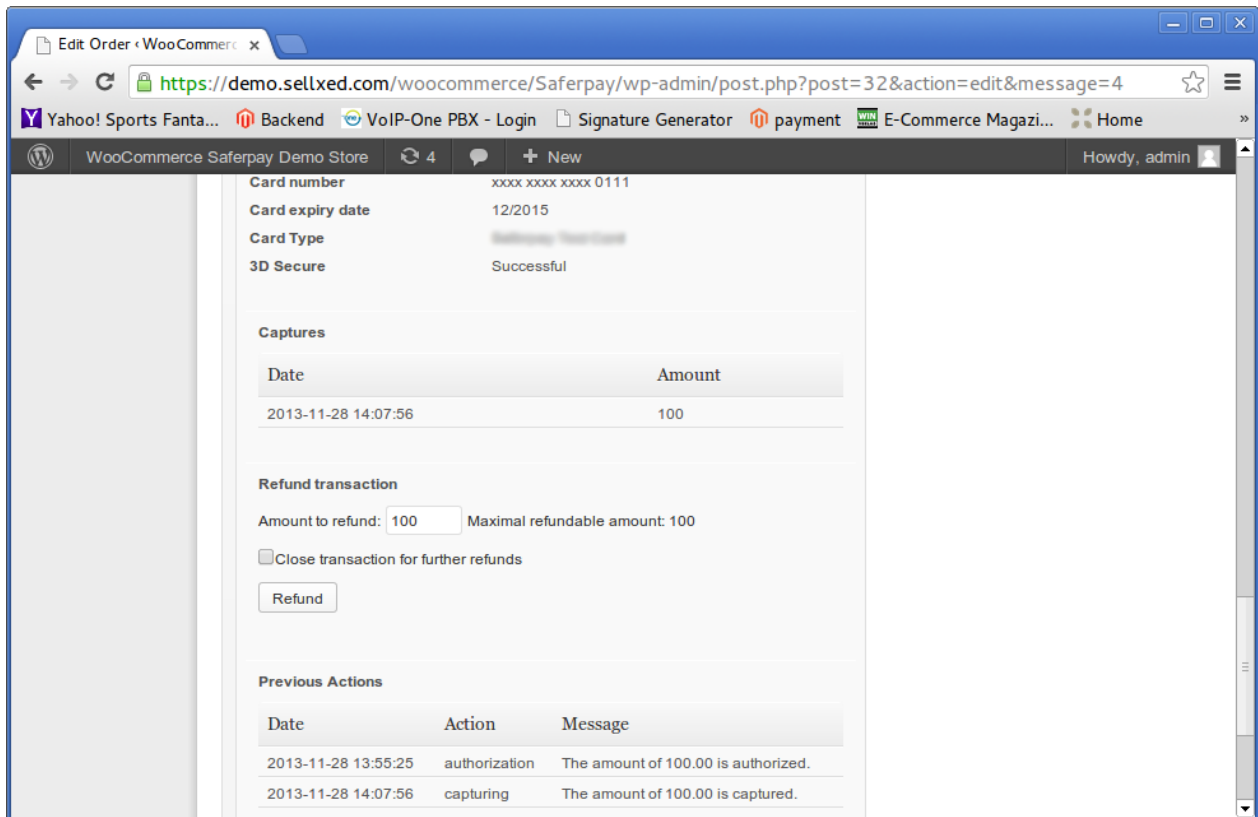 Edit Order ‹ WooCommerc
https://demo.sellxed.com/woocommerce/Saferpay/wp-admin/post.php?post=32&action=edit&message=4
Yahoo! Sports Fanta... Backend VoIP-One PBX - Login Signature Generator payment E-Commerce Magazi... Home »
WooCommerce Saferpay Demo Store 4 + New Howdy, admin
Card number xxxx xxxx xxxx 0111
Card expiry date 12/2015
Card Type
3D Secure Successful
Captures
Date Amount
2013-11-28 14:07:56 100
Refund transaction
Amount to refund: 100 Maximal refundable amount: 100
Close transaction for further refunds
Refund
Previous Actions
Date Action Message
2013-11-28 13:55:25 authorization The amount of 100.00 is authorized.
2013-11-28 14:07:56 capturing The amount of 100.00 is captured.